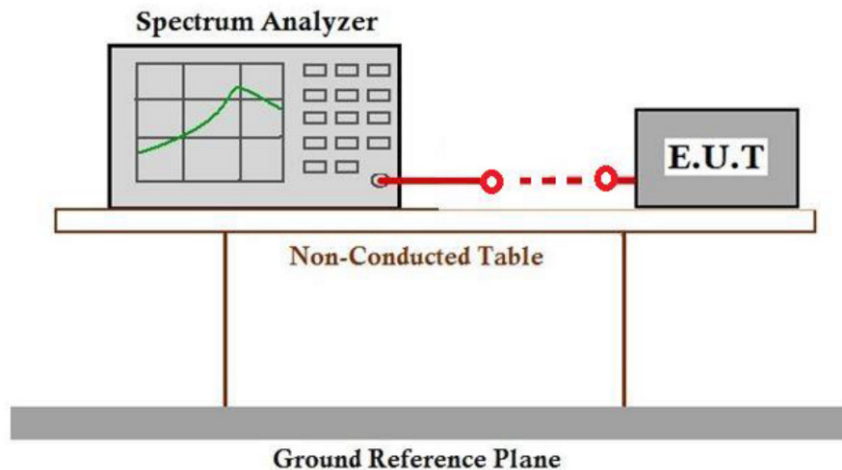 Spectrum Analyzer
E.U.T
Non-Conducted Table
Ground Reference Plane